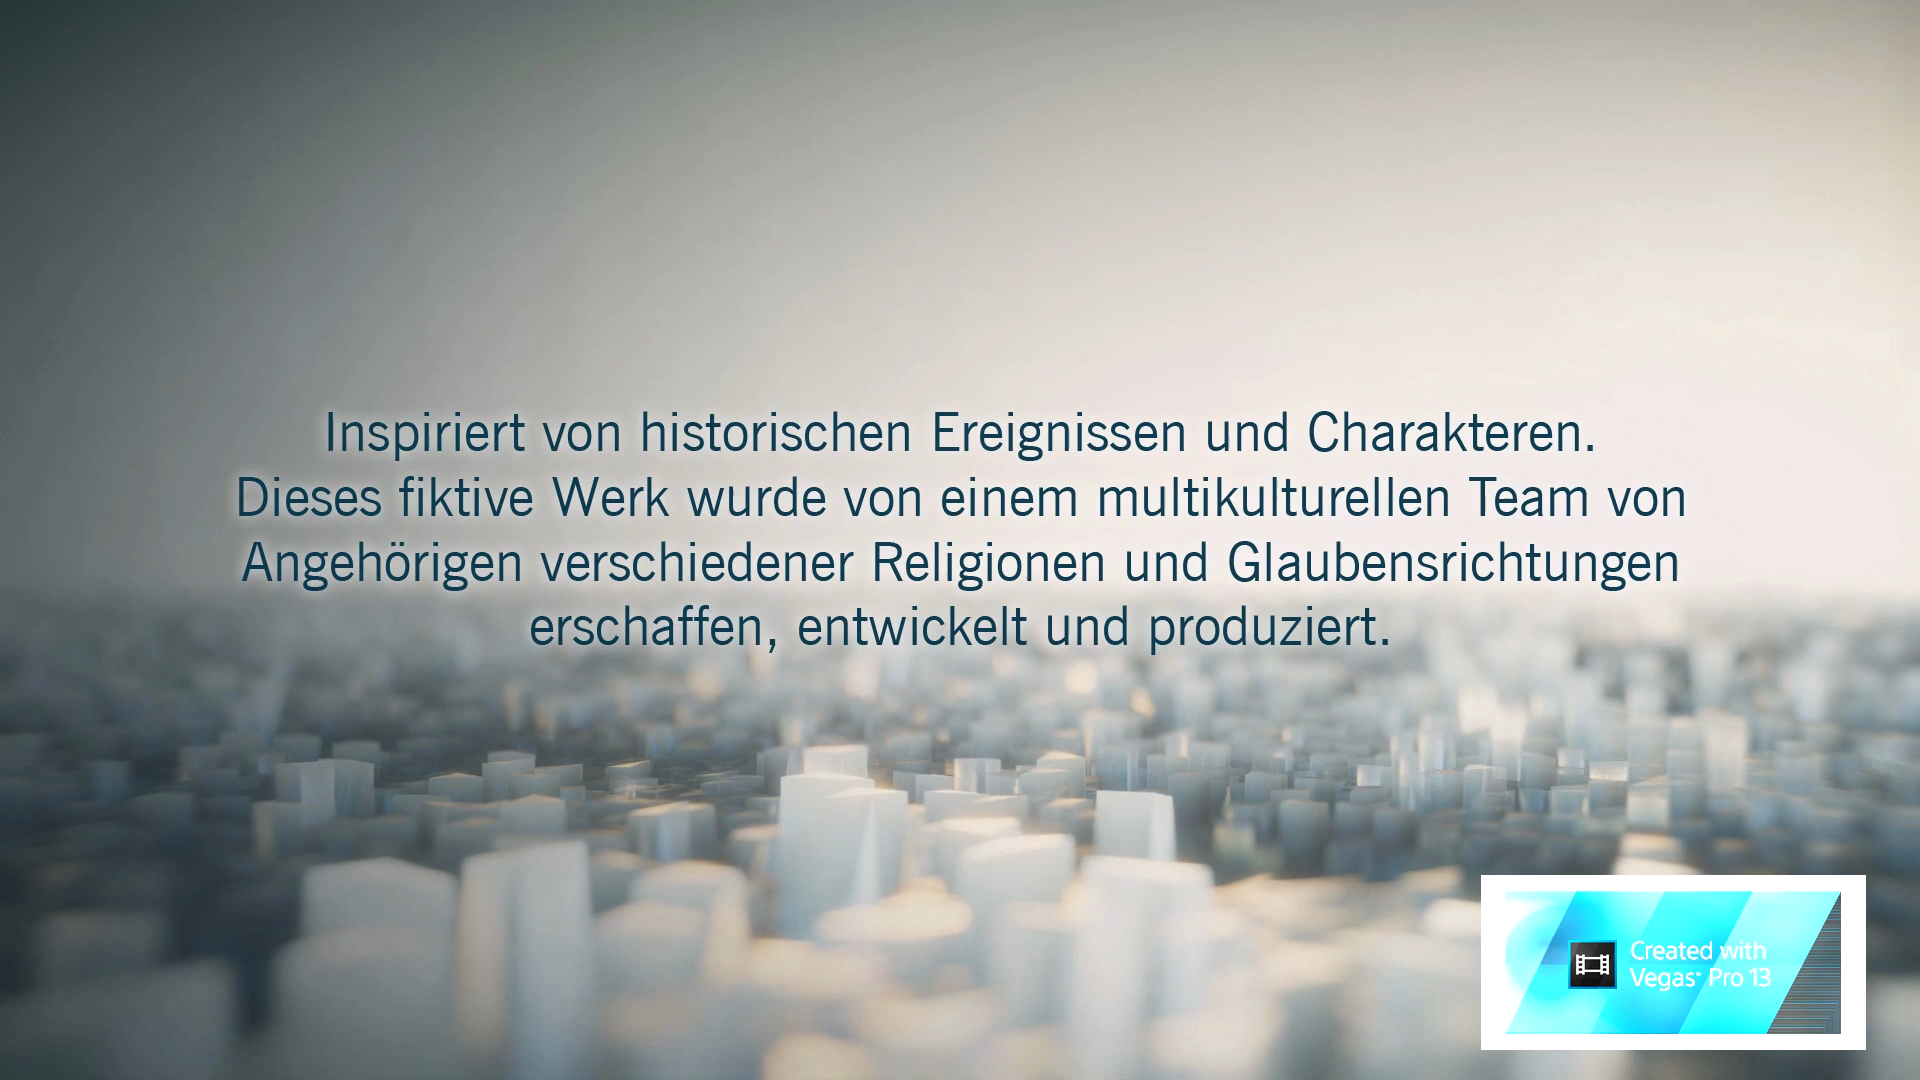 Inspiriert von historischen Ereignissen und Charakteren.
Dieses fiktive Werk wurde von einem multikulturellen Team von
Angehörigen verschiedener Religionen und Glaubensrichtungen
erschaffen, entwickelt und produziert.
Created with
Vegas™ Pro 13